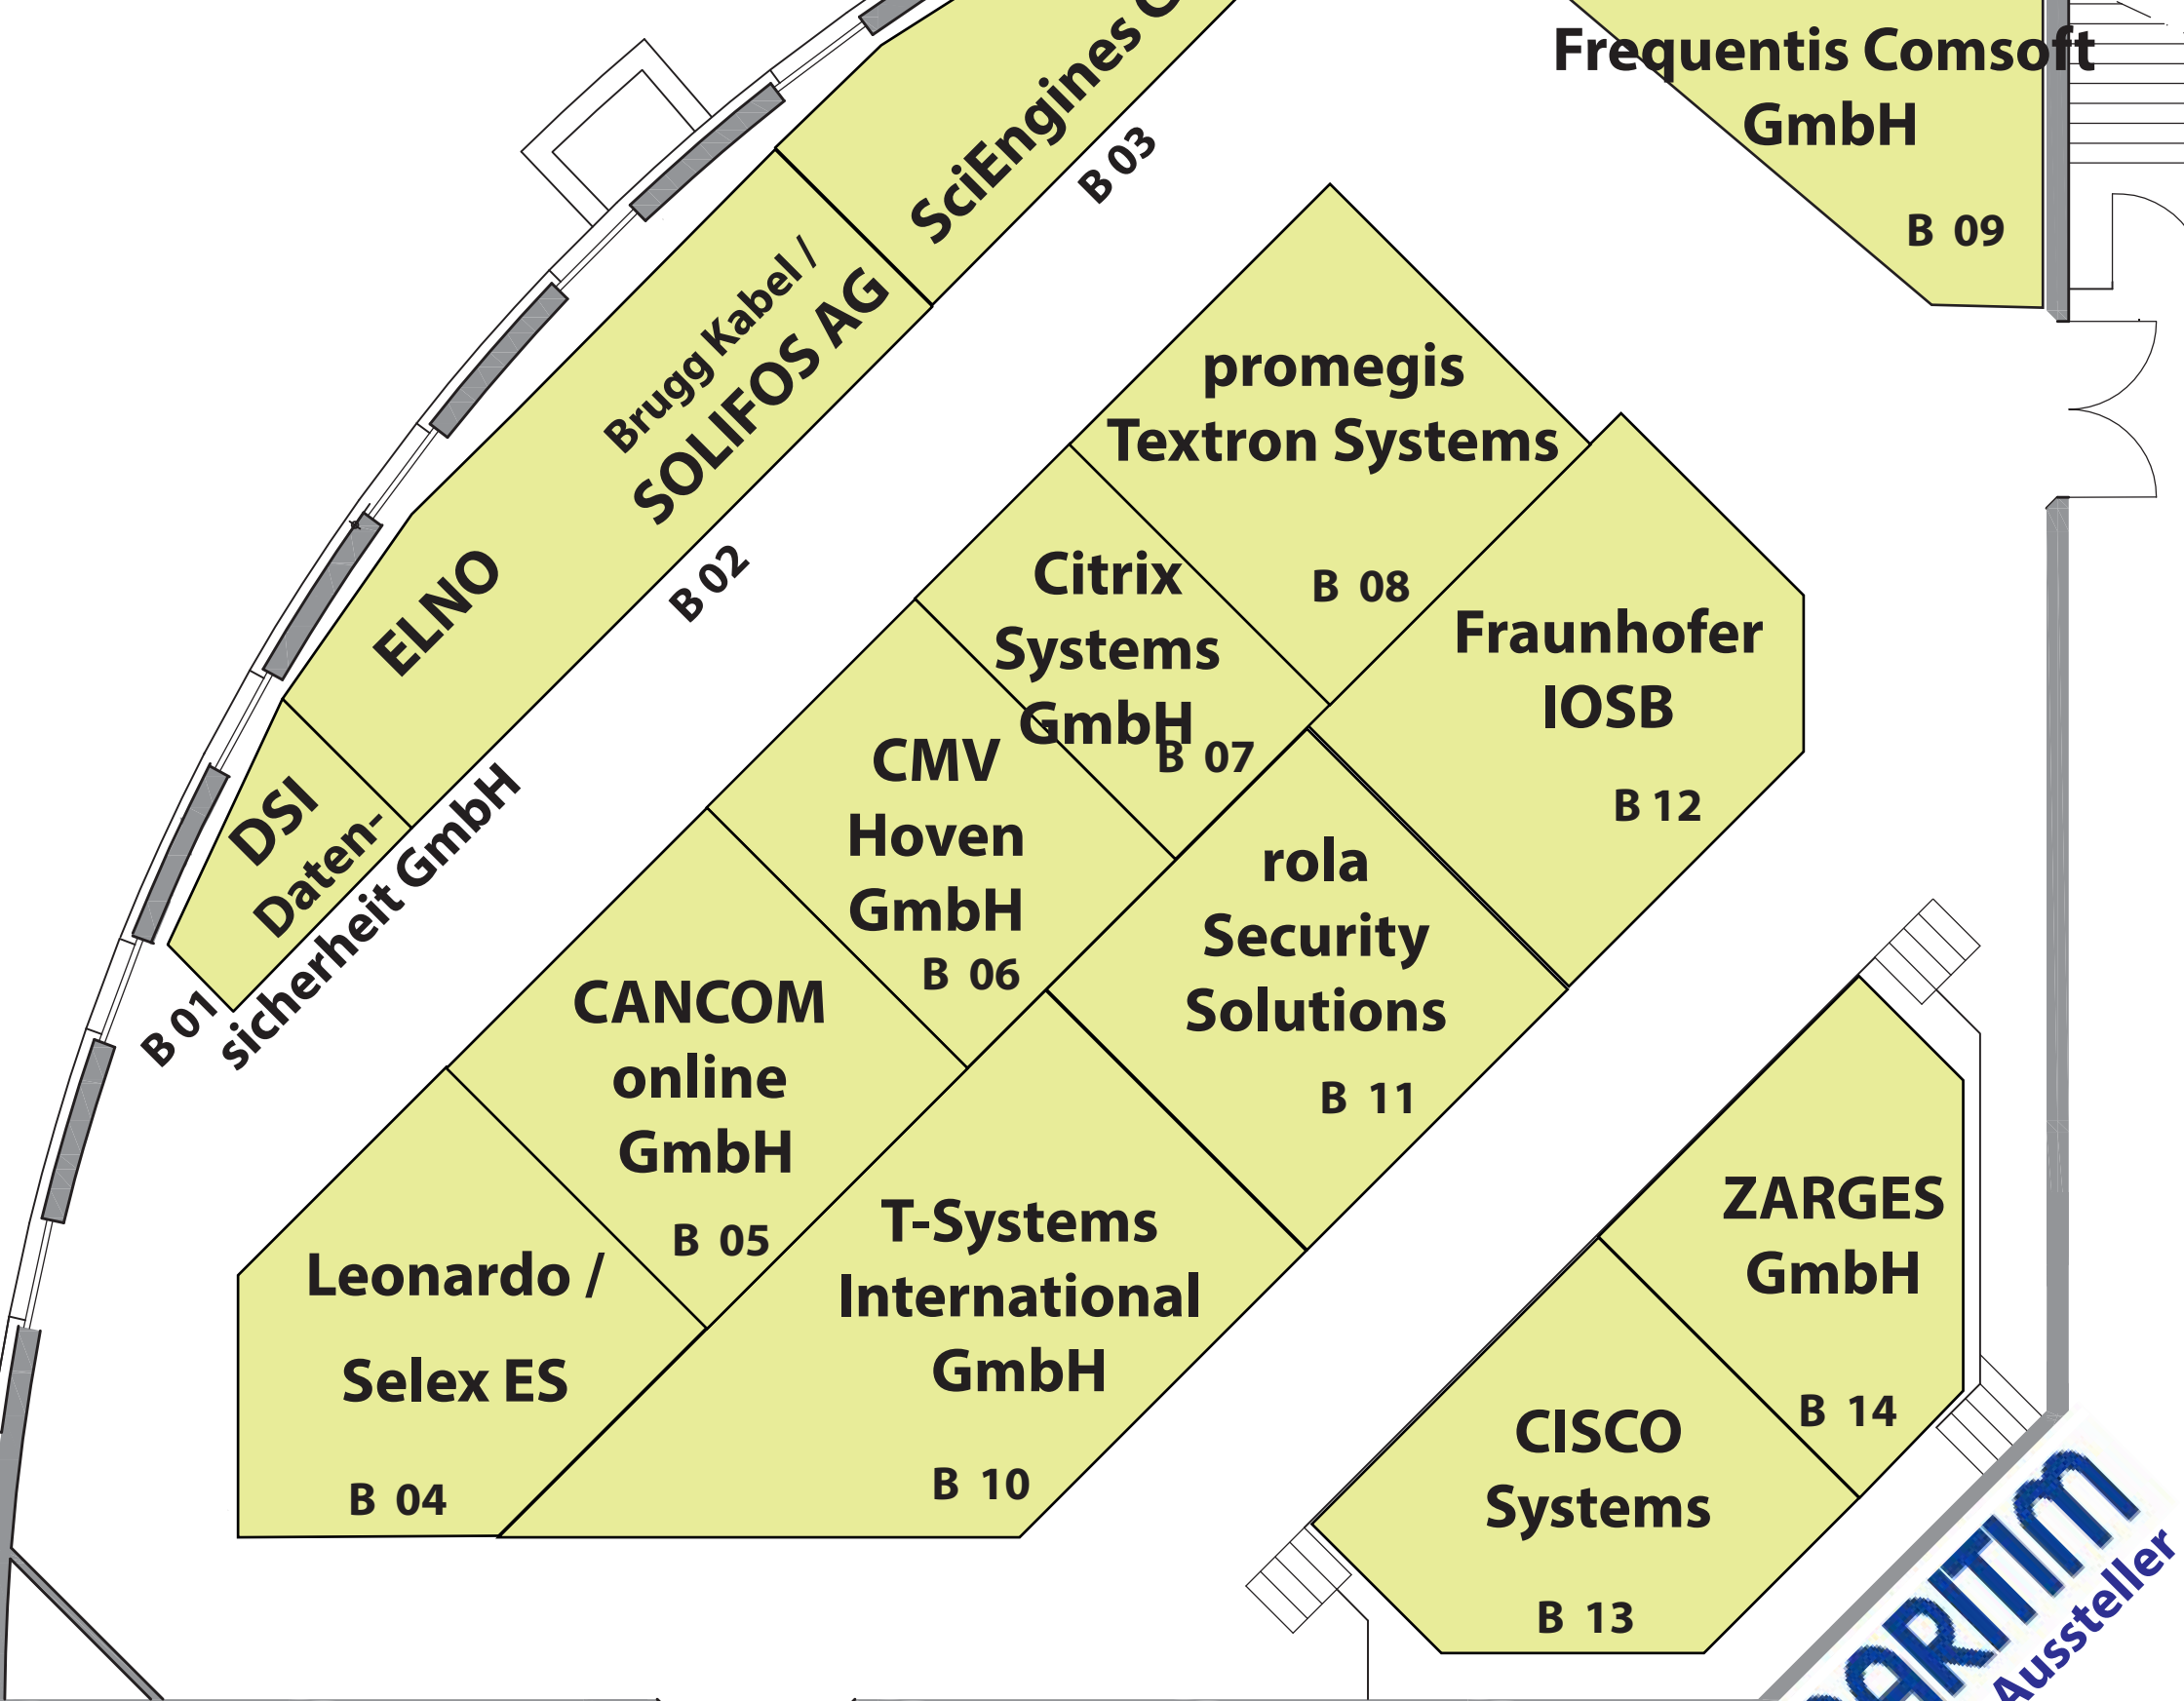 SciEngines
B 03
Frequentis Comsoft
GmbH
B 09
Brugg Kabel /
SOLIFOS AG
ELNO
B 02
DSI
Daten-
sicherheit GmbH
B 01
promegis
Textron Systems
B 08
Citrix
Systems
GmbH
B 07
Fraunhofer
IOSB
B 12
CMV
Hoven
GmbH
B 06
rola
Security
Solutions
B 11
CANCOM
online
GmbH
B 05
Leonardo /
Selex ES
B 04
T-Systems
International
GmbH
B 10
ZARGES
GmbH
B 14
CISCO
Systems
B 13
ARITIM
Aussteller